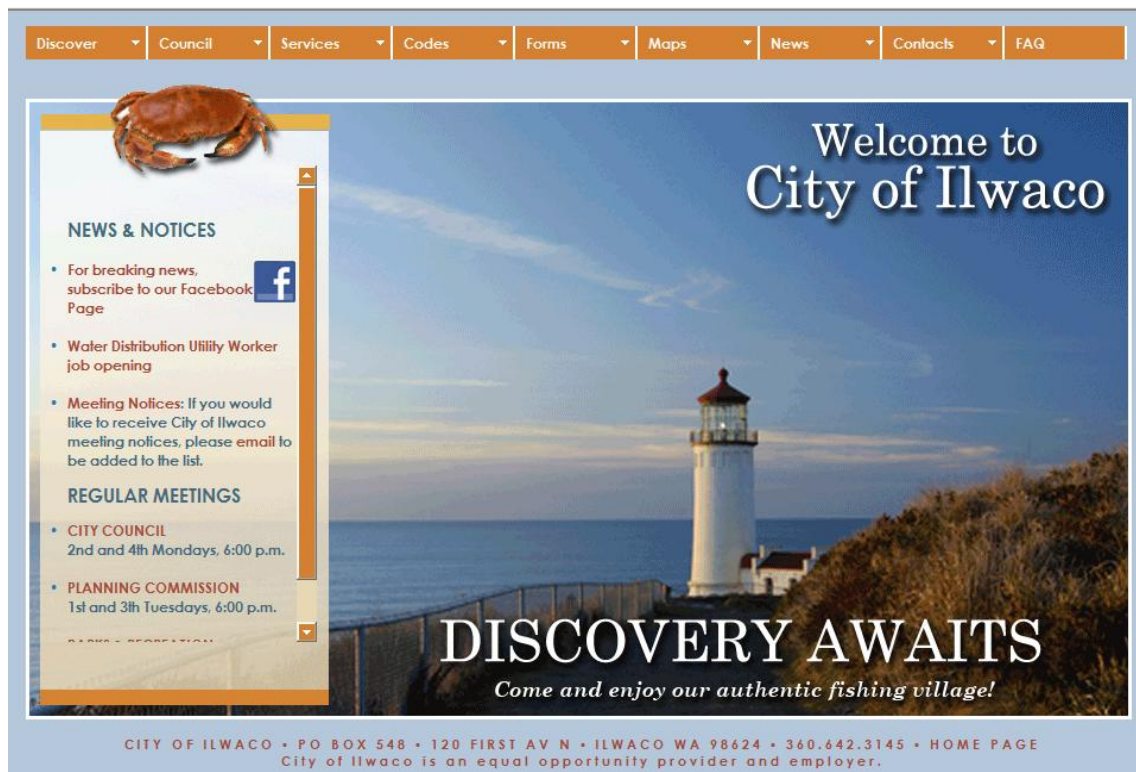 Discover Council Services Codes Forms Maps News Contacts FAQ
Welcome to
City of Ilwaco
NEWS & NOTICES
• For breaking news,
subscribe to our Facebook
Page
f
• Water Distribution Utility Worker
job opening
• Meeting Notices: If you would
like to receive City of Ilwaco
meeting notices, please email to
be added to the list.
REGULAR MEETINGS
• CITY COUNCIL
2nd and 4th Mondays, 6:00 p.m.
• PLANNING COMMISSION
1st and 3th Tuesdays, 6:00 p.m.
DISCOVERY AWAITS
Come and enjoy our authentic fishing village!
CITY OF ILWACO • PO BOX 548 • 120 FIRST AV N • ILWACO WA 98624 • 360.642.3145 • HOME PAGE
City of Ilwaco is an equal opportunity provider and employer.